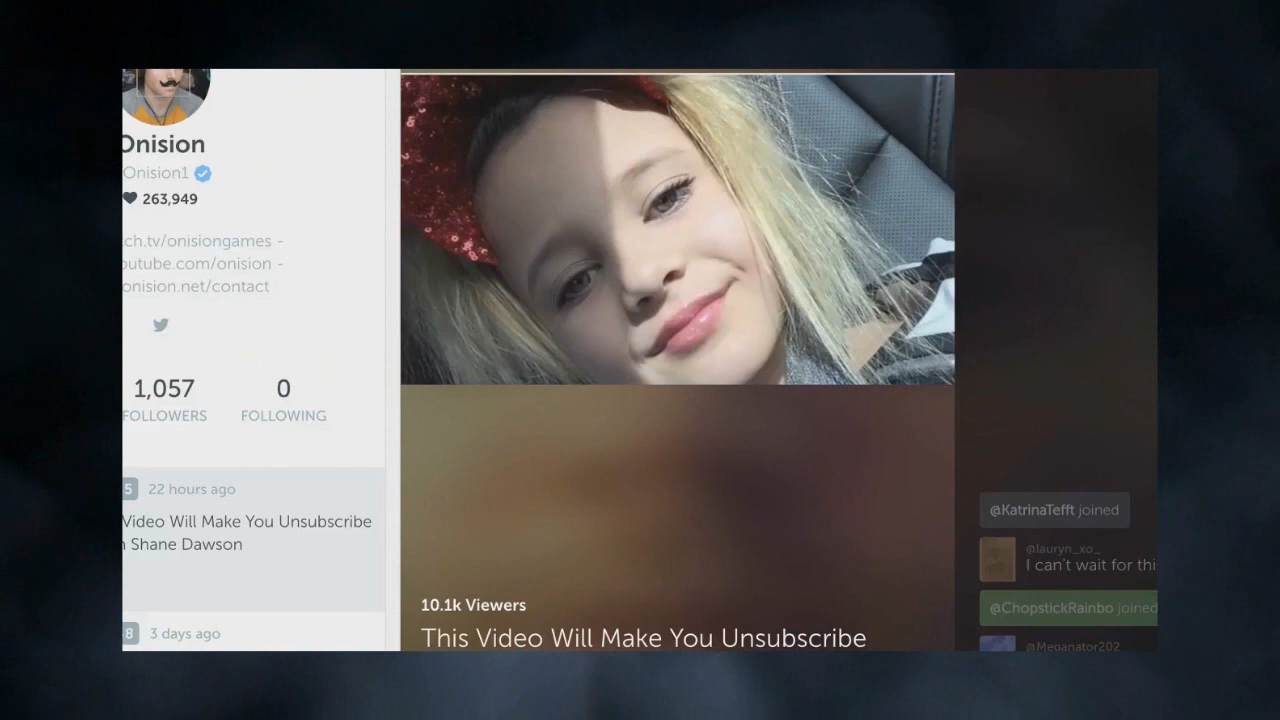 Onision
Onision1
263,949
ch.tv/onisiongames -
outube.com/onision -
onision.net/contact
1,057
FOLLOWERS
0
FOLLOWING
5 22 hours ago
Video Will Make You Unsubscribe
Shane Dawson
8 3 days ago
10.1k Viewers
This Video Will Make You Unsubscribe
@KatrinaTefft joined
@lauryn_xo_
I can't wait for thi
@ChopstickRainbo joined
@Meganator202